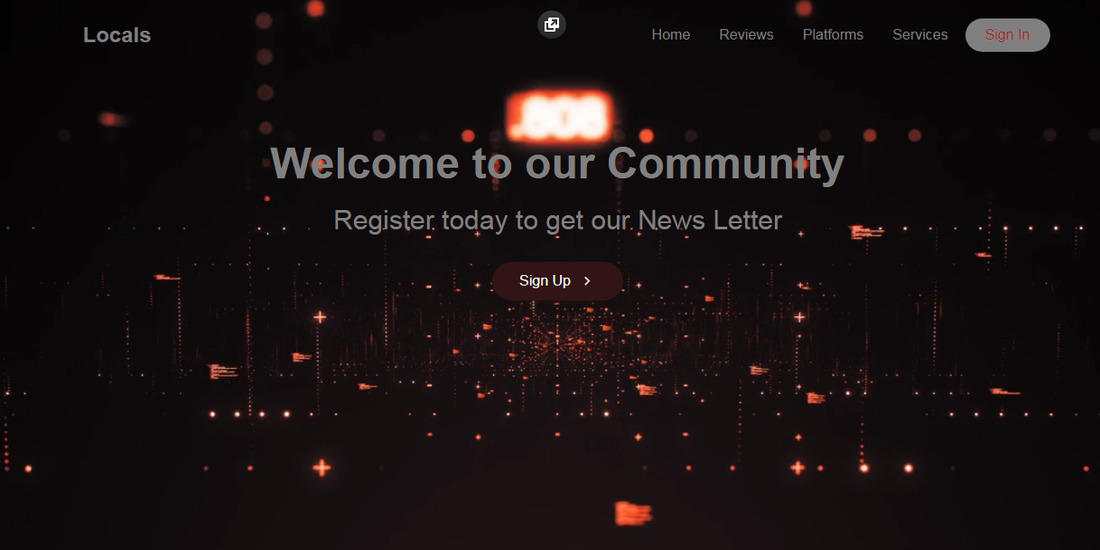 Locals
Home Reviews Platforms Services Sign In
Welcome to our Community
Register today to get our News Letter
Sign Up